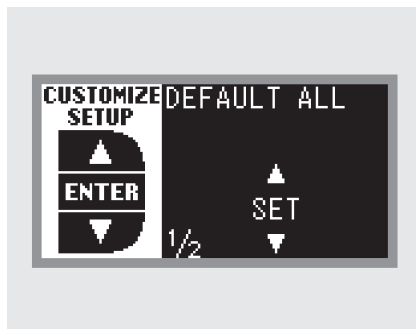 CUSTOMIZE
SETUP
ENTER
DEFAULT ALL
SET
1/2